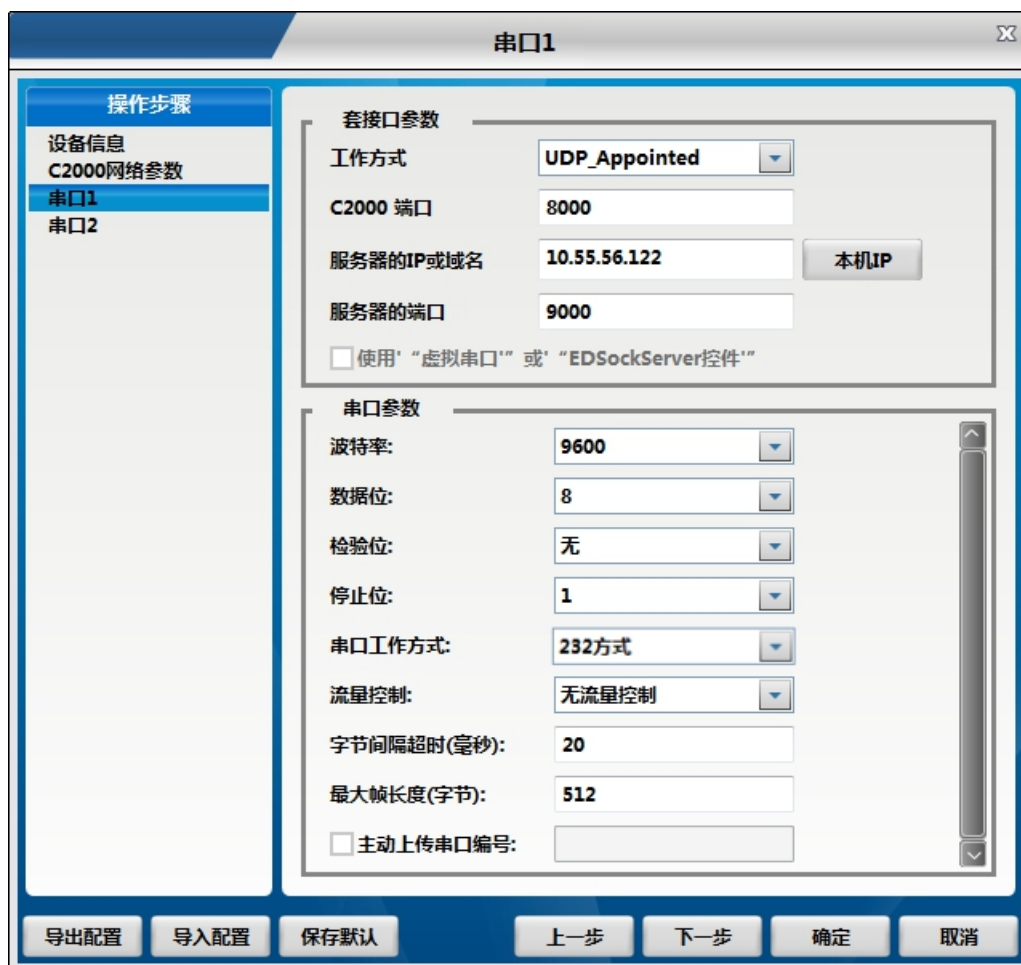 串口1
操作步骤
设备信息
C2000网络参数
串口1
串口2
套接口参数
工作方式 UDP_Appointed
C2000 端口 8000
服务器的IP或域名 10.55.56.122 本机IP
服务器的端口 9000
使用' “虚拟串口'” 或' “EDSockServer控件'”
串口参数
波特率: 9600
数据位: 8
检验位: 无
停止位: 1
串口工作方式: 232方式
流量控制: 无流量控制
字节间隔超时(毫秒): 20
最大帧长度(字节): 512
主动上传串口编号:
导出配置 导入配置 保存默认 上一步 下一步 确定 取消